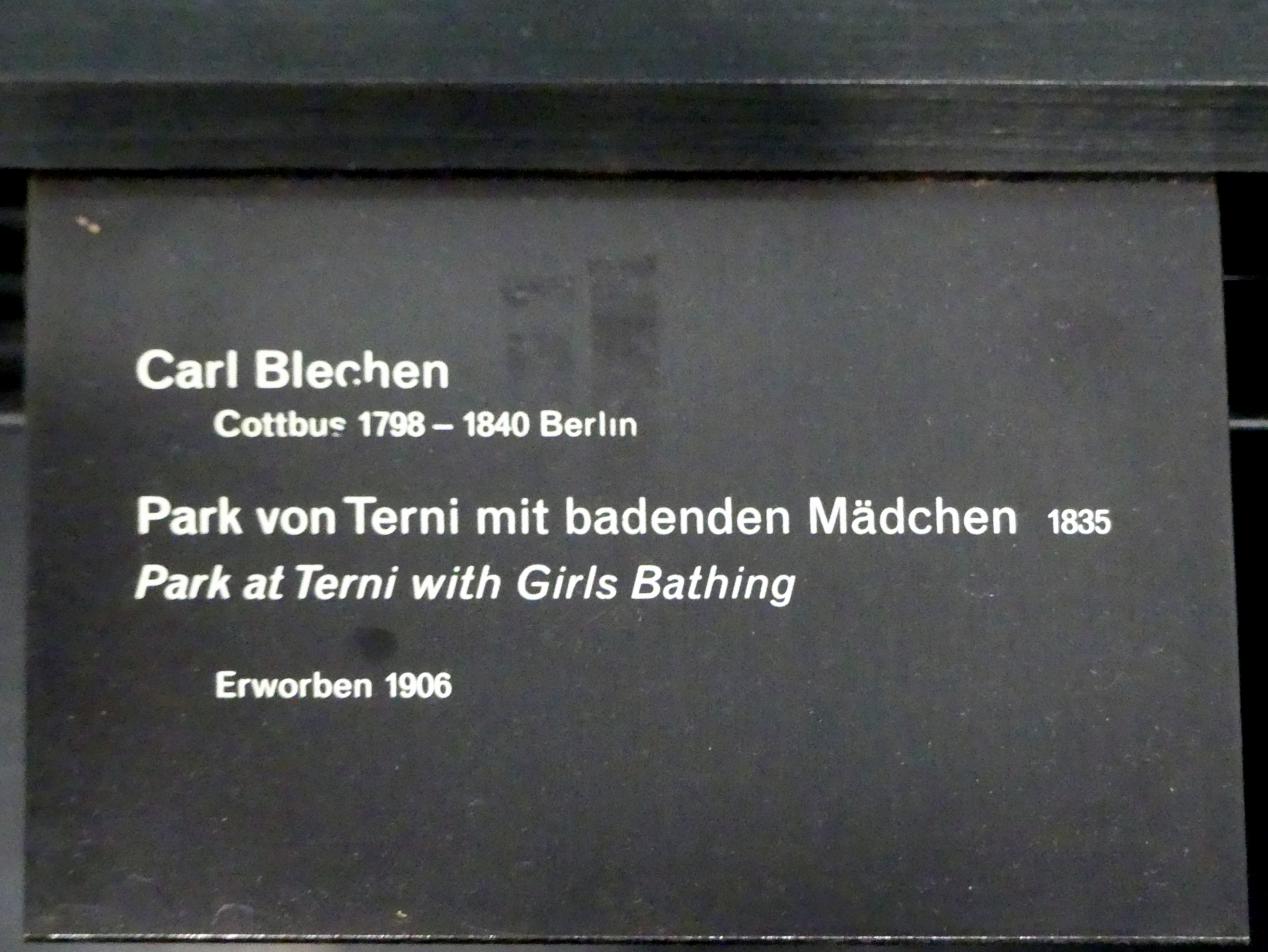 Carl Blechen
Cottbus 1798 – 1840 Berlin
Park von Terni mit badenden Mädchen 1835
Park at Terni with Girls Bathing
Erworben 1906